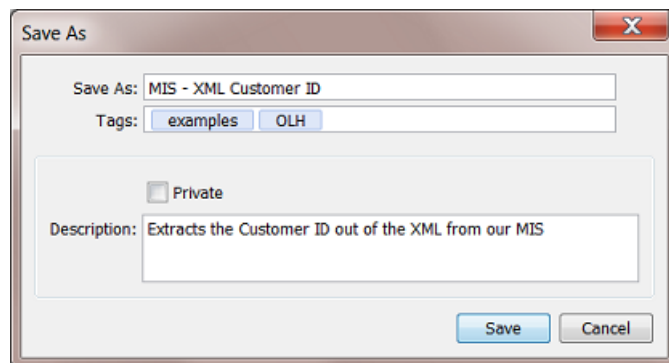 Save As
X
Save As: MIS - XML Customer ID
Tags: examples OLH
Private
Description: Extracts the Customer ID out of the XML from our MIS
Save Cancel